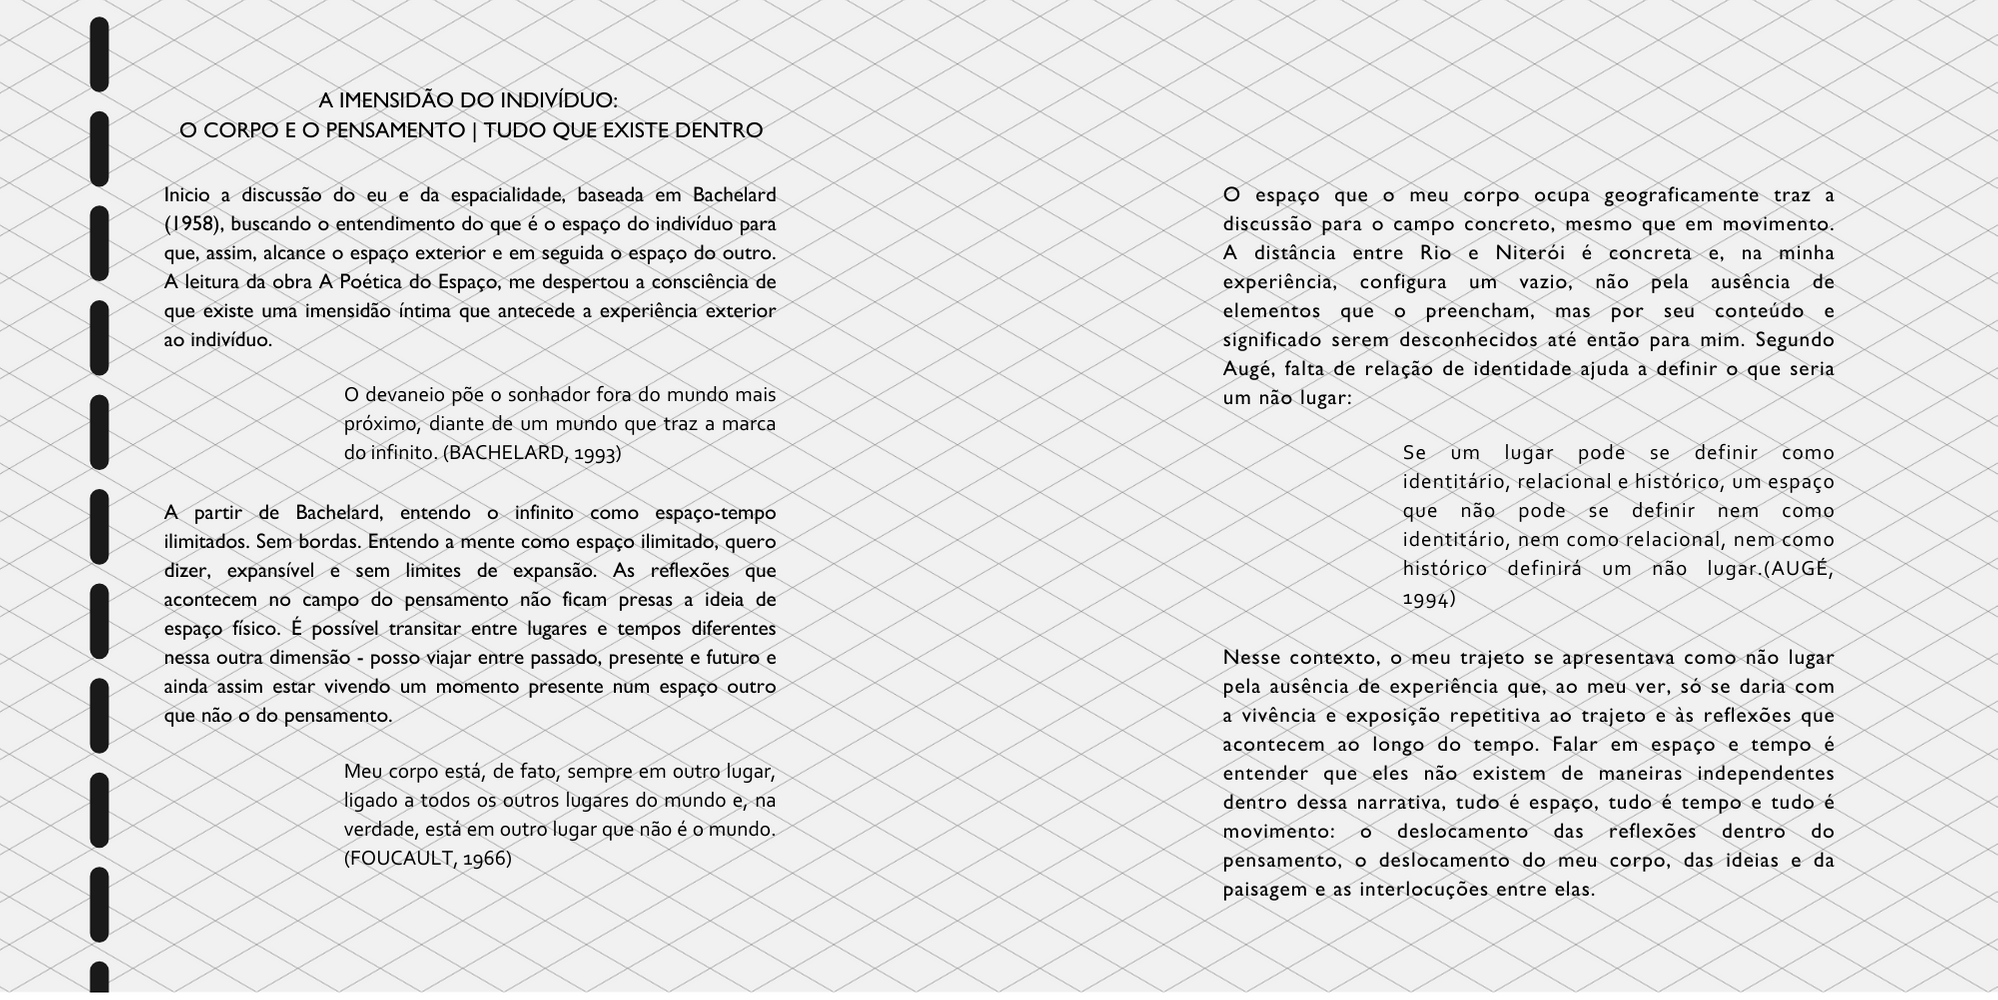 A IMENSIDÃO DO INDIVÍDUO:
O CORPO E O PENSAMENTO | TUDO QUE EXISTE DENTRO
Inicio a discussão do eu e da espacialidade, baseada em Bachelard
(1958), buscando o entendimento do que é o espaço do indivíduo para
que, assim, alcance o espaço exterior e em seguida o espaço do outro.
A leitura da obra A Poética do Espaço, me despertou a consciência de
que existe uma imensidão íntima que antecede a experiência exterior
ao indivíduo.
O devaneio põe o sonhador fora do mundo mais
próximo, diante de um mundo que traz a marca
do infinito. (BACHELARD, 1993)
A partir de Bachelard, entendo o infinito como espaço-tempo
ilimitados. Sem bordas. Entendo a mente como espaço ilimitado, quero
dizer, expansível e sem limites de expansão. As reflexões que
acontecem no campo do pensamento não ficam presas a ideia de
espaço físico. É possível transitar entre lugares e tempos diferentes
nessa outra dimensão - posso viajar entre passado, presente e futuro e
ainda assim estar vivendo um momento presente num espaço outro
que não o do pensamento.
Meu corpo está, de fato, sempre em outro lugar,
ligado a todos os outros lugares do mundo e, na
verdade, está em outro lugar que não é o mundo.
(FOUCAULT, 1966)
O espaço que o meu corpo ocupa geograficamente traz a
discussão para o campo concreto, mesmo que em movimento.
A distância entre Rio e Niterói é concreta e, na minha
experiência, configura um vazio, não pela ausência de
elementos que o preencham, mas por seu conteúdo e
significado serem desconhecidos até então para mim. Segundo
Augé, falta de relação de identidade ajuda a definir o que seria
um não lugar:
Se um lugar pode se definir como
identitário, relacional e histórico, um espaço
que não pode se definir nem como
identitário, nem como relacional, nem como
histórico definirá um não lugar.(AUGÉ,
1994)
Nesse contexto, o meu trajeto se apresentava como não lugar
pela ausência de experiência que, ao meu ver, só se daria com
a vivência e exposição repetitiva ao trajeto e às reflexões que
acontecem ao longo do tempo. Falar em espaço e tempo é
entender que eles não existem de maneiras independentes
dentro dessa narrativa, tudo é espaço, tudo é tempo e tudo é
movimento: o deslocamento das reflexões dentro do
pensamento, o deslocamento do meu corpo, das ideias e da
paisagem e as interlocuções entre elas.